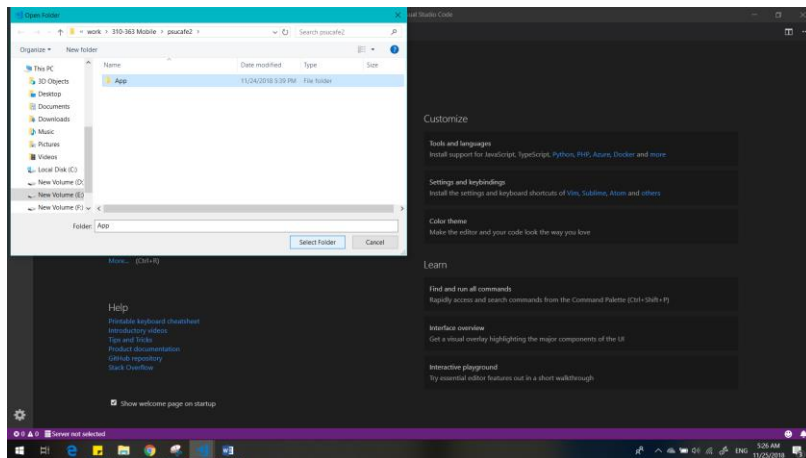 Open Folder
ual Studio Code
« work › 310-363 Mobile › psucafe2 ›
Search psucafe2
Organize
New folder
Name
Date modified
Type
Size
This PC
3D Objects
Desktop
Documents
Downloads
Music
Pictures
Videos
Local Disk (C:)
New Volume (D:
New Volume (E:)
New Volume (F:)
App
11/24/2018 5:39 PM
File folder
Folder:
App
Select Folder
Cancel
More... (Ctrl+R)
Help
Printable keyboard cheatsheet
Introductory videos
Tips and Tricks
Product documentation
GitHub repository
Stack Overflow
Show welcome page on startup
Customize
Tools and languages
Install support for JavaScript, TypeScript, Python, PHP, Azure, Docker and more
Settings and keybindings
Install the settings and keyboard shortcuts of Vim, Sublime, Atom and others
Color theme
Make the editor and your code look the way you love
Learn
Find and run all commands
Rapidly access and search commands from the Command Palette (Ctrl+Shift+P)
Interface overview
Get a visual overlay highlighting the major components of the UI
Interactive playground
Try essential editor features out in a short walkthrough
0 0 Server not selected
ENG
5:26 AM
11/25/2018